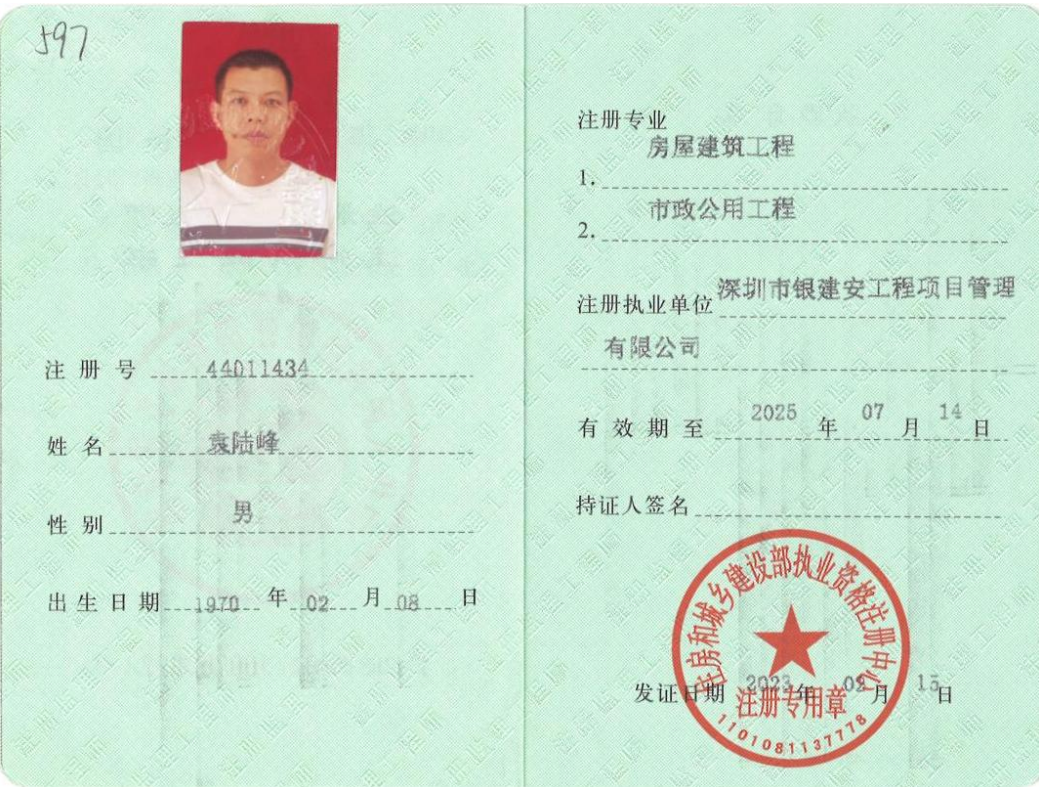 597
注册号 44011434
姓名 袁陆峰
性别 男
出生日期 1970 年 02 月 08 日
注册专业
房屋建筑工程
1.
市政公用工程
2.
注册执业单位 深圳市银建安工程项目管理
有限公司
有效期至 2025 年 07 月 14 日
持证人签名
住房和城乡建设部执业资格注册中心
发证日期 2023 年 02 月 15 日
注册专用章
1101081137778